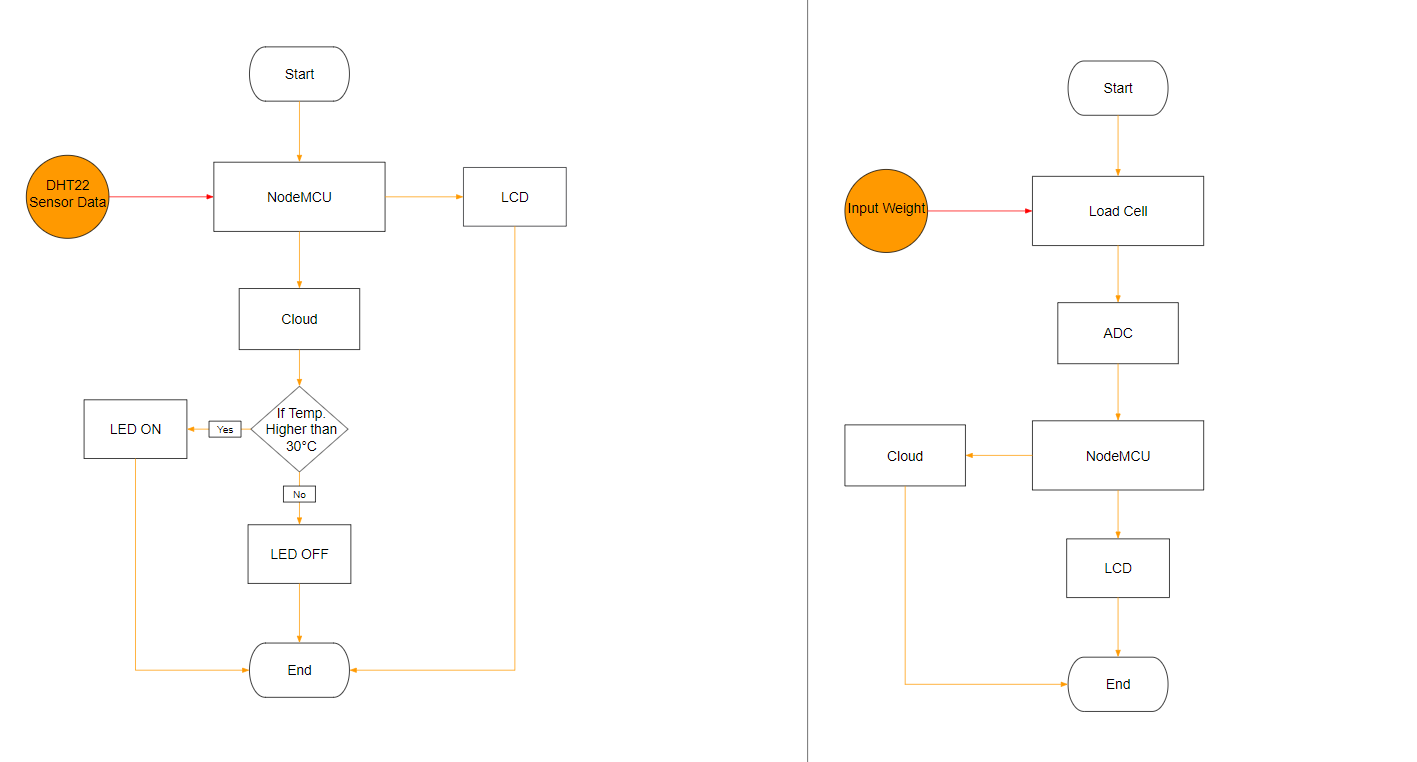 Start
DHT22
Sensor Data
NodeMCU
LCD
Cloud
If Temp.
Higher than
30°C
Yes
LED ON
No
LED OFF
End
Start
Input Weight
Load Cell
ADC
NodeMCU
Cloud
LCD
End